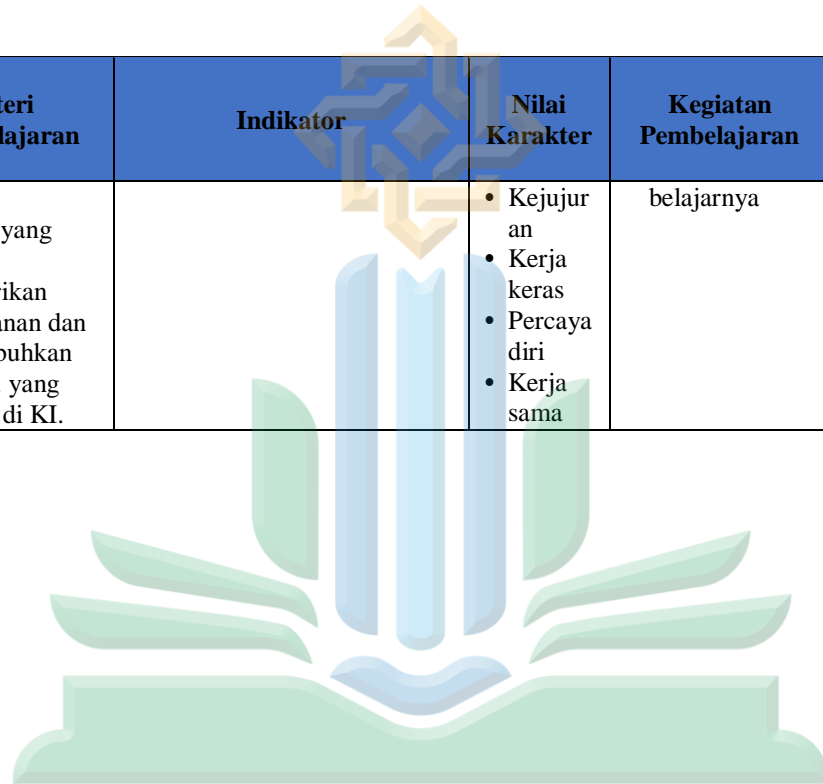 teri
lajaran
Indikator
Nilai
Karakter
Kegiatan
Pembelajaran
yang
rikan
anan dan
buhkan
yang
di KI.
• Kejujur
an
• Kerja
keras
• Percaya
diri
• Kerja
sama
belajarnya